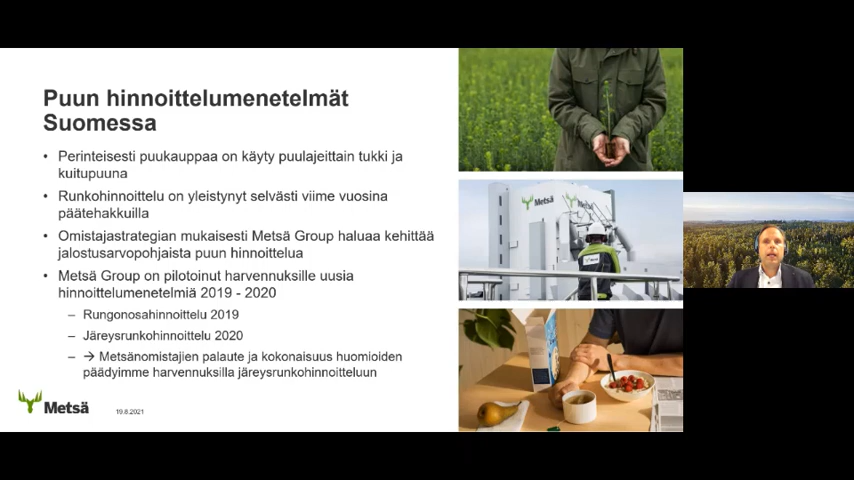 Puun hinnoittelumenetelmät
Suomessa
• Perinteisesti puukauppaa on käyty puulajeittain tukki ja
kuitupuuna
• Runkohinnoittelu on yleistynyt selvästi viime vuosina
päätehakkuilla
• Omistajastrategian mukaisesti Metsä Group haluaa kehittää
jalostusarvopohjaista puun hinnoittelua
• Metsä Group on pilotoinut harvennuksille uusia
hinnoittelumenetelmiä 2019 - 2020
– Rungonosahinnoittelu 2019
– Järeysrunkohinnoittelu 2020
– → Metsänomistajien palaute ja kokonaisuus huomioiden
päädyimme harvennuksilla järeysrunkohinnoitteluun
Metsä
19.8.2021
Metsä
Metsä